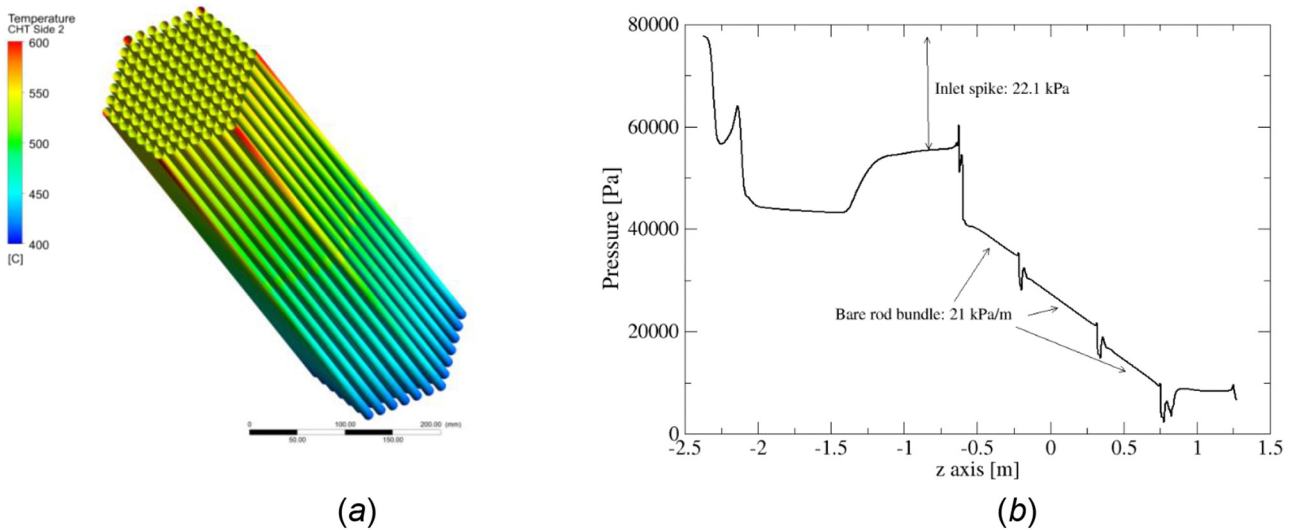 Temperature
CHT Side 2
600
550
500
450
400
[C]
0 100.00 200.00 (mm)
50.00 150.00
(a)
80000
60000
40000
20000
0
Pressure [Pa]
Inlet spike: 22.1 kPa
Bare rod bundle: 21 kPa/m
-2.5 -2 -1.5 -1 -0.5 0 0.5 1 1.5
z axis [m]
(b)